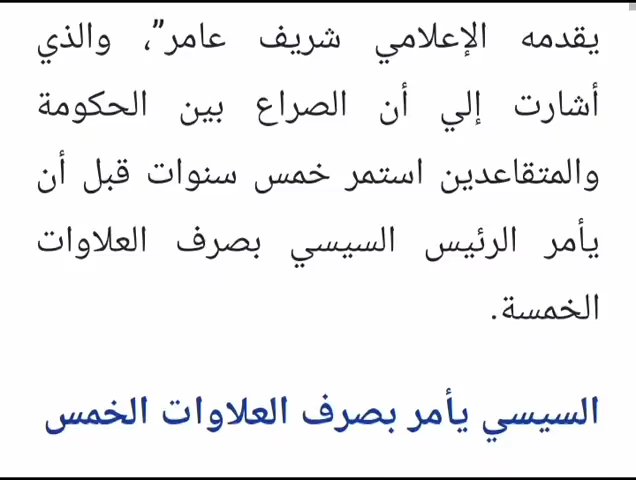 يقدمه الإعلامي شريف عامر”، والذي
أشارت إلي أن الصراع بين الحكومة
والمتقاعدين استمر خمس سنوات قبل أن
يأمر الرئيس السيسي بصرف العلاوات
الخمسة.
السيسي يأمر بصرف العلاوات الخمس